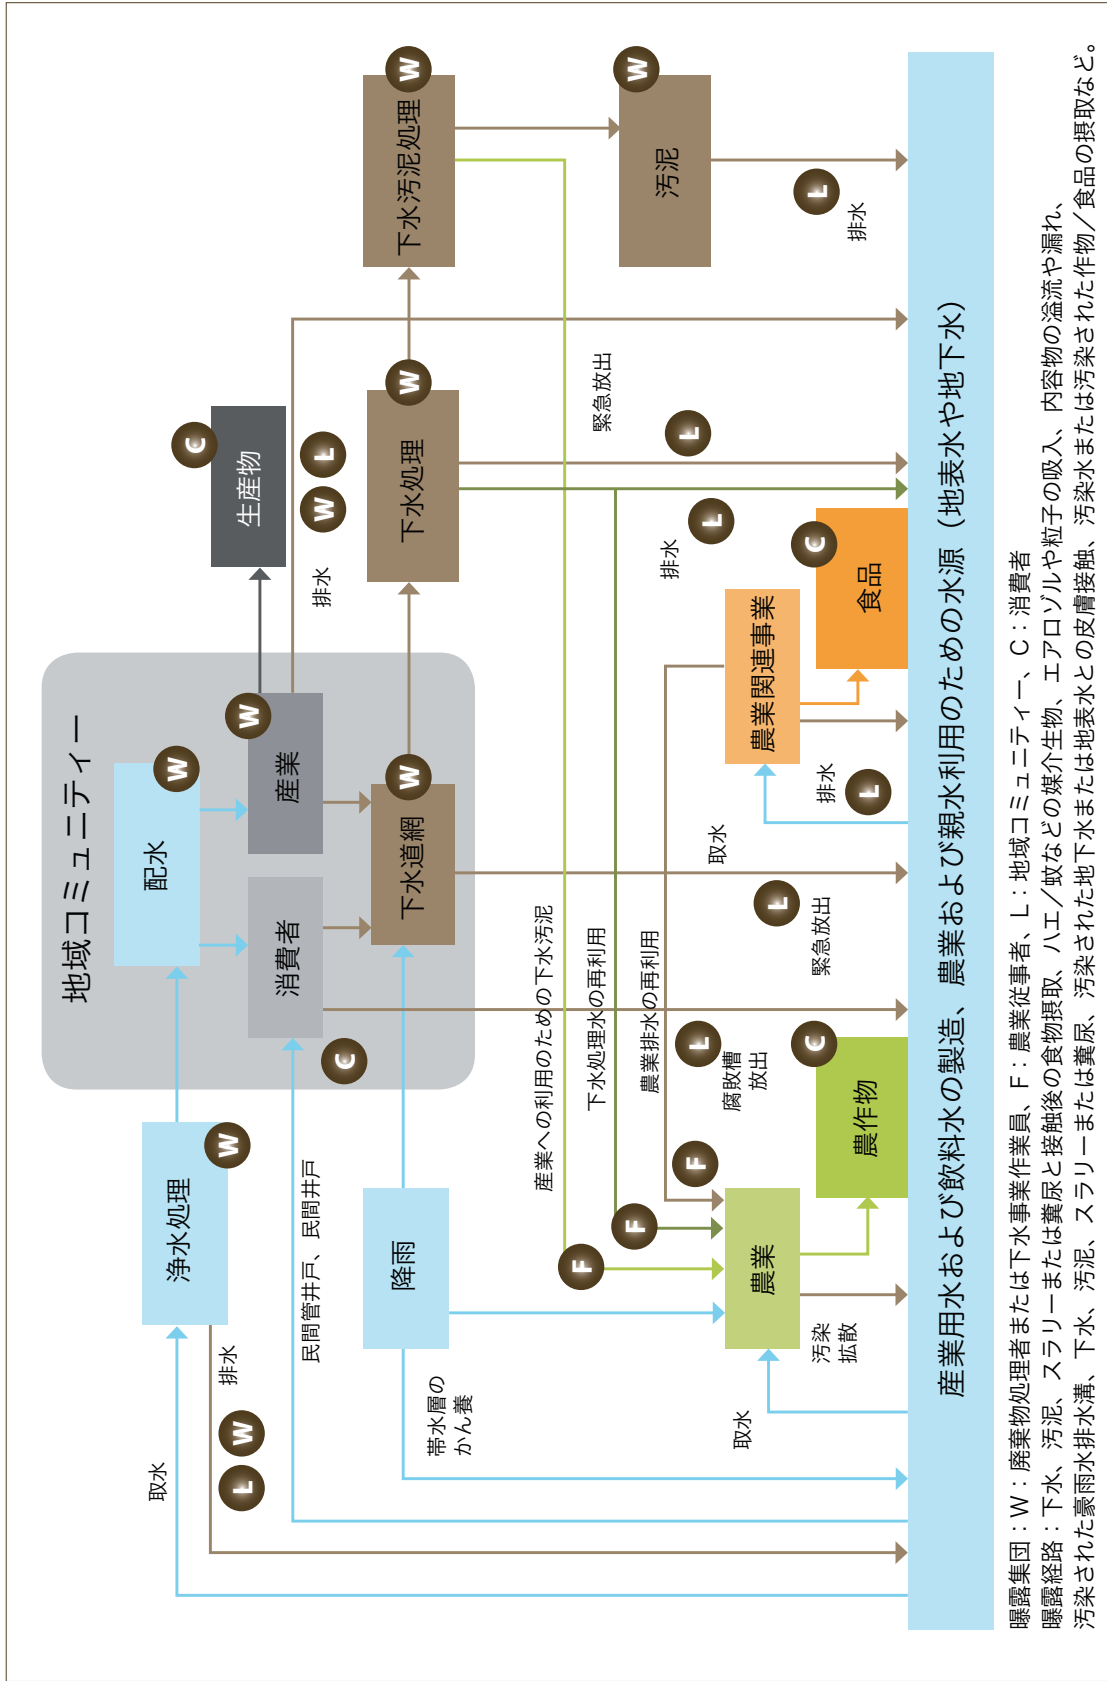 地域コミュニティー
浄水処理
W
配水
W
生産物
C
下水汚泥処理
W
取水
排水
L
W
民間管井戸、民間井戸
消費者
C
産業
W
排水
W
L
降雨
下水道網
W
下水処理
W
汚泥
W
帯水層の
かん養
産業への利用のための下水汚泥
下水処理水の再利用
農業排水の再利用
緊急放出
F
F
F
L
腐敗槽
放出
L
緊急放出
取水
排水
L
L
排水
L
排水
L
取水
農業
汚染
拡散
農作物
C
農業関連事業
食品
C
産業用水および飲料水の製造、農業および親水利用のための水源（地表水や地下水）
曝露集団：W：廃棄物処理者または下水事業作業員、F：農業従事者、L：地域コミュニティー、C：消費者
曝露経路：下水、汚泥、スラリーまたは糞尿と接触後の食物摂取、ハエ／蚊などの媒介生物、エアロゾルや粒子の吸入、内容物の溢流や漏れ、
汚染された豪雨水排水溝、下水、汚泥、スラリーまたは糞尿、汚染された地下水または地表水との皮膚接触、汚染水または汚染された作物／食品の摂取など。